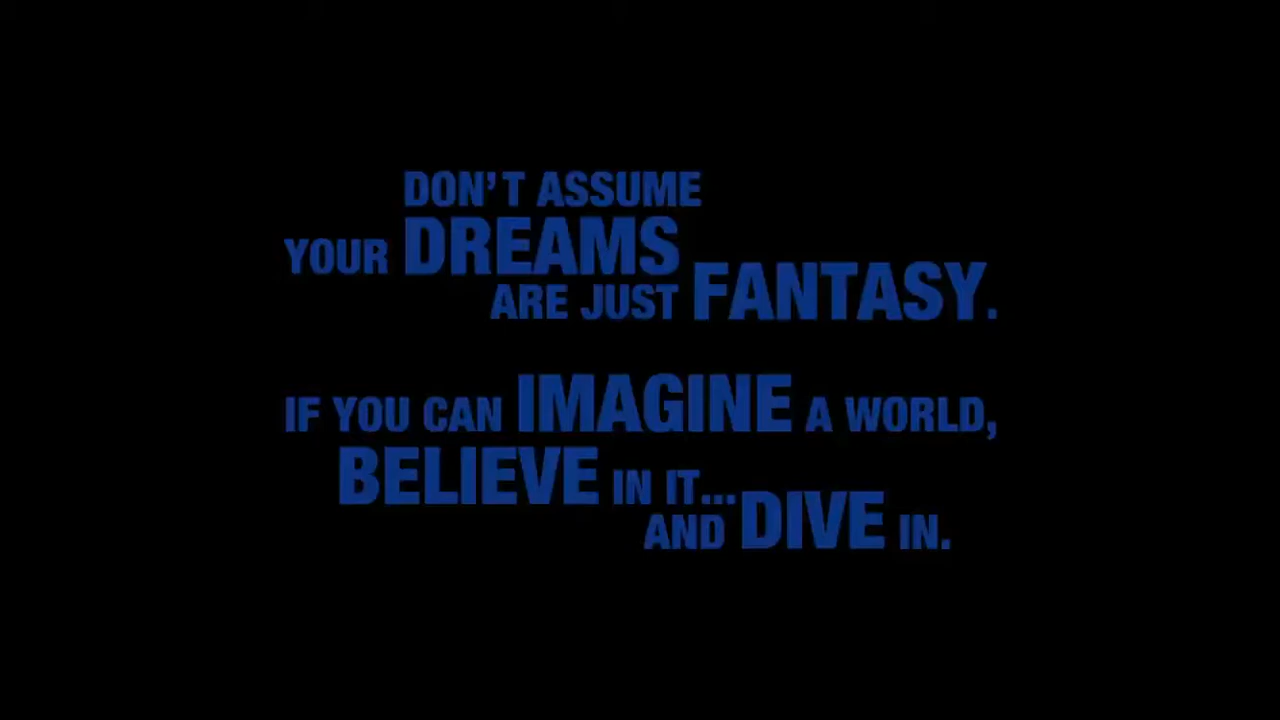 DON'T ASSUME
YOUR DREAMS
ARE JUST FANTASY.
IF YOU CAN IMAGINE A WORLD,
BELIEVE IN IT...
AND DIVE IN.